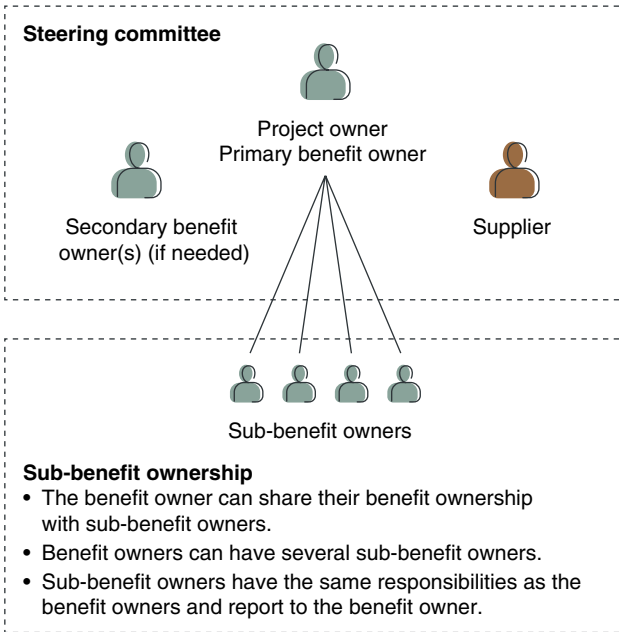 Steering committee
Project owner
Primary benefit owner
Secondary benefit
owner(s) (if needed)
Supplier
Sub-benefit owners
Sub-benefit ownership
• The benefit owner can share their benefit ownership
with sub-benefit owners.
• Benefit owners can have several sub-benefit owners.
• Sub-benefit owners have the same responsibilities as the
benefit owners and report to the benefit owner.